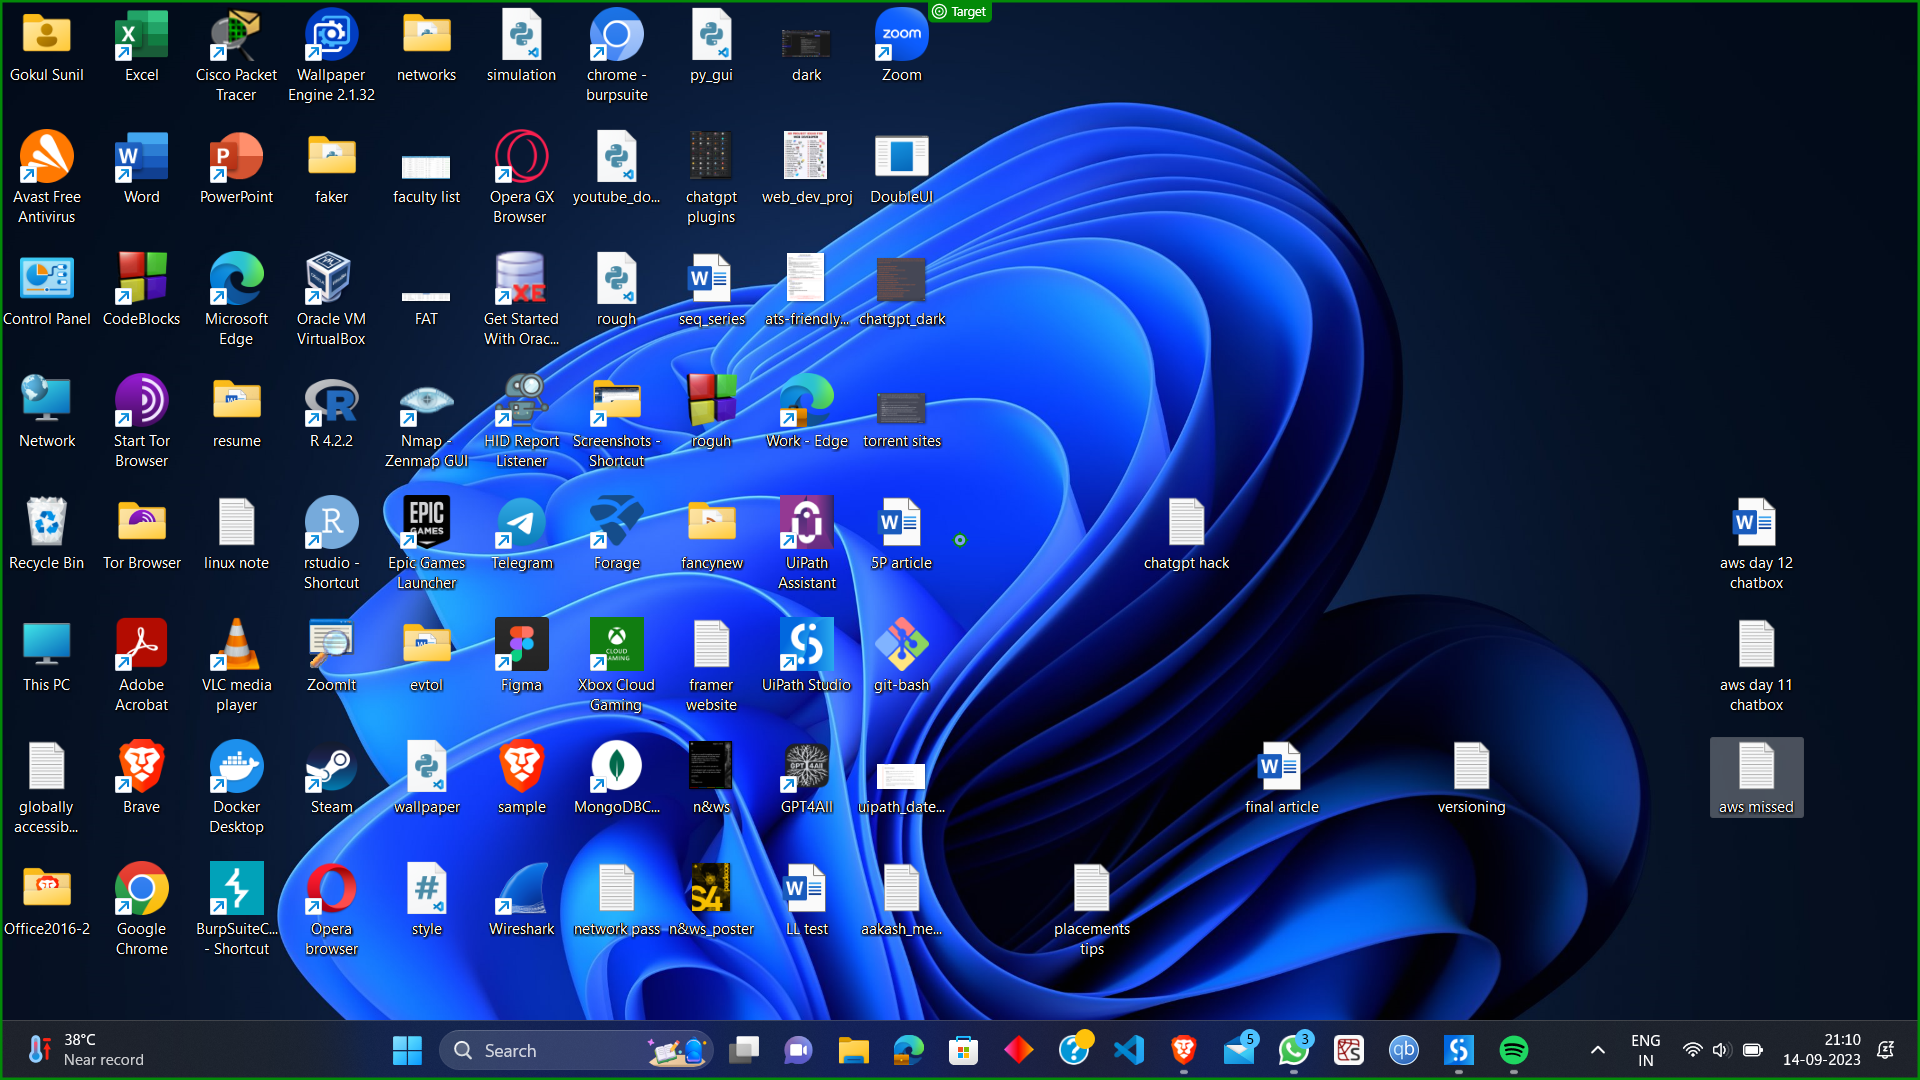 Target
Gokul Sunil
Excel
Cisco Packet
Tracer
Wallpaper
Engine 2.1.32
networks
simulation
chrome -
burpsuite
py_gui
dark
zoom
Zoom
Avast Free
Antivirus
Word
PowerPoint
faker
faculty list
Opera GX
Browser
youtube_do...
chatgpt
plugins
web_dev_proj
DoubleUI
Control Panel
CodeBlocks
Microsoft
Edge
Oracle VM
VirtualBox
FAT
XE
Get Started
With Orac...
rough
seq_series
ats-friendly...
chatgpt_dark
Network
Start Tor
Browser
resume
R 4.2.2
Nmap -
Zenmap GUI
HID Report
Listener
Screenshots -
Shortcut
roguh
Work - Edge
torrent sites
Recycle Bin
Tor Browser
linux note
R
rstudio -
Shortcut
EPIC
GAMES
Epic Games
Launcher
Telegram
Forage
fancynew
UiPath
Assistant
5P article
chatgpt hack
aws day 12
chatbox
This PC
Adobe
Acrobat
VLC media
player
ZoomIt
evtol
Figma
CLOUD
GAMING
Xbox Cloud
Gaming
framer
website
UiPath Studio
git-bash
aws day 11
chatbox
globally
accessib...
Brave
Docker
Desktop
Steam
wallpaper
sample
MongoDBC...
n&ws
GPT4All
GPT4All
uipath_date...
final article
versioning
aws missed
Office2016-2
Google
Chrome
BurpSuiteC...
- Shortcut
Opera
browser
#
style
Wireshark
network pass
S4
n&ws_poster
LL test
aakash_me...
placements
tips
38°C
Near record
Search
5
3
qb
ENG
IN
21:10
14-09-2023